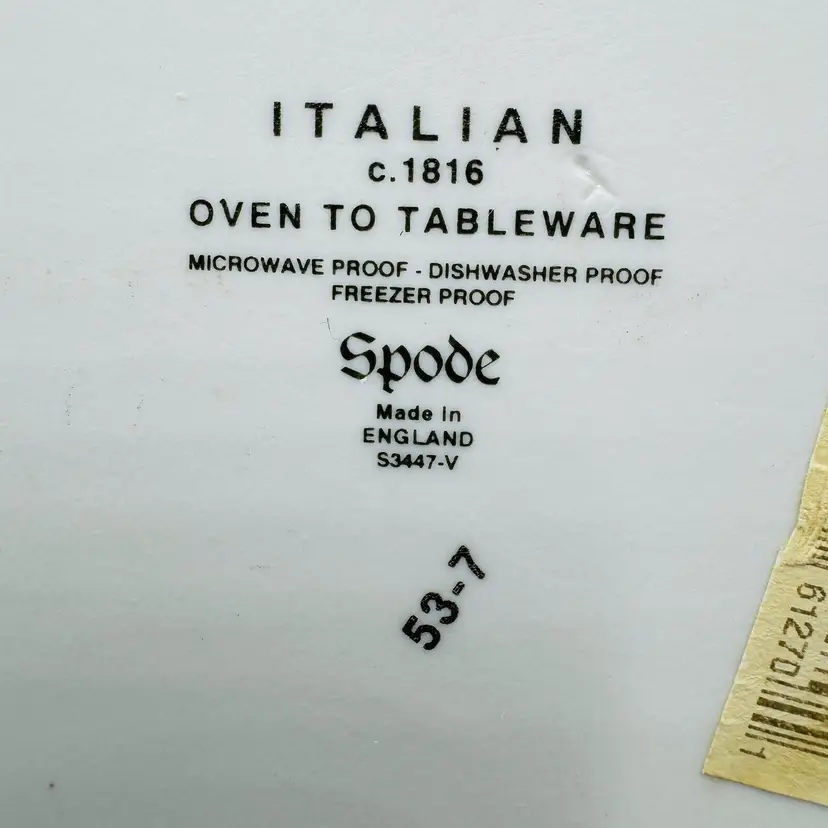 ITALIAN
c.1816
OVEN TO TABLEWARE
MICROWAVE PROOF - DISHWASHER PROOF
FREEZER PROOF
Spode
Made in
ENGLAND
S3447-V
53-7
61270
1